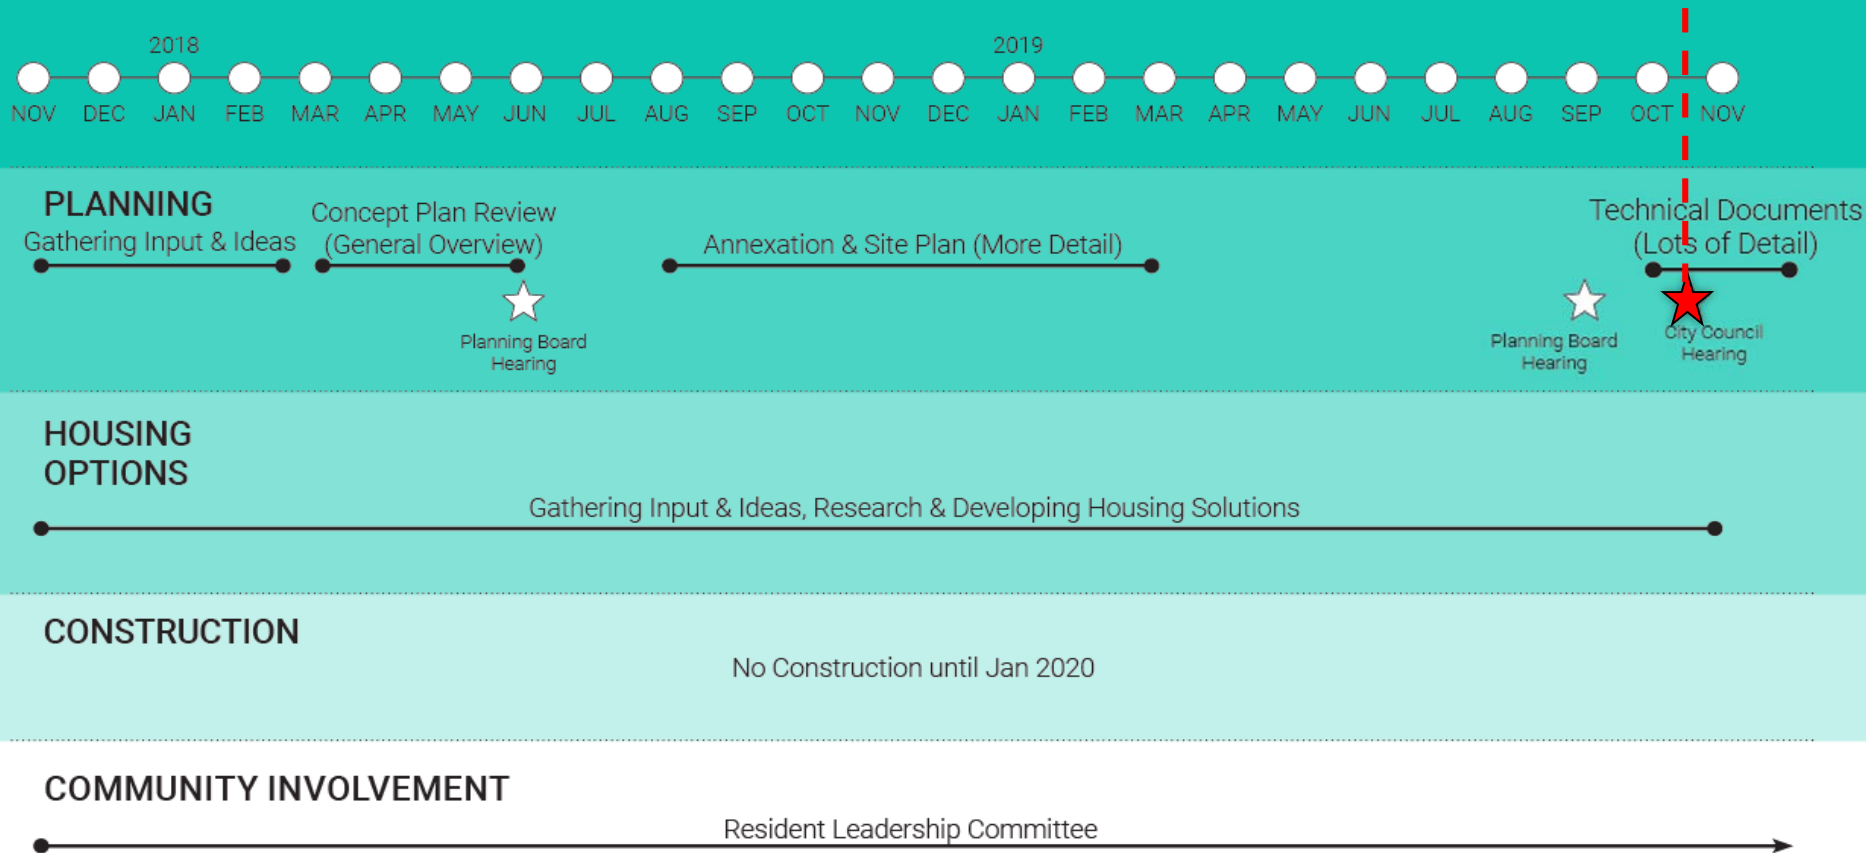 2018 2019
NOV DEC JAN FEB MAR APR MAY JUN JUL AUG SEP OCT NOV DEC JAN FEB MAR APR MAY JUN JUL AUG SEP OCT NOV
PLANNING
Gathering Input & Ideas
Concept Plan Review
(General Overview)
Planning Board
Hearing
Annexation & Site Plan (More Detail)
Planning Board
Hearing
Technical Documents
(Lots of Detail)
City Council
Hearing
HOUSING
OPTIONS
Gathering Input & Ideas, Research & Developing Housing Solutions
CONSTRUCTION
No Construction until Jan 2020
COMMUNITY INVOLVEMENT
Resident Leadership Committee